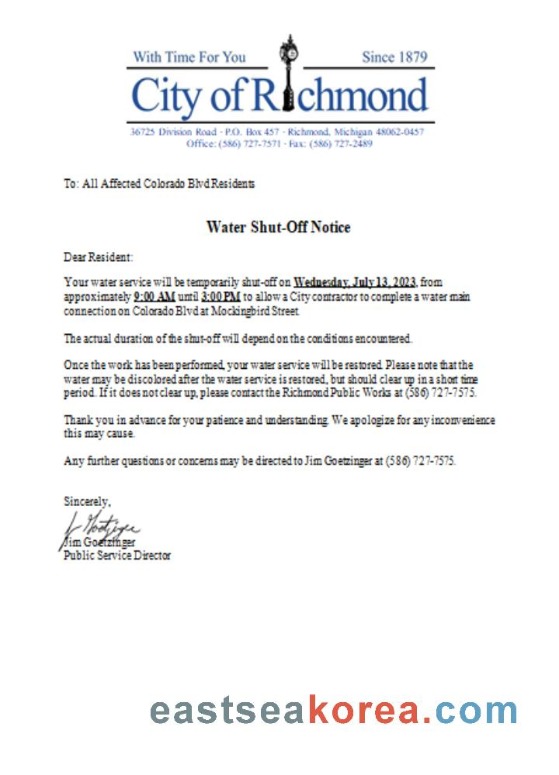 With Time For You Since 1879
City of Richmond
36725 Division Road · P.O. Box 457 · Richmond, Michigan 48062-0457
Office: (586) 727-7571 · Fax: (586) 727-2489
To: All Affected Colorado Blvd Residents
Water Shut-Off Notice
Dear Resident:
Your water service will be temporarily shut-off on Wednesday, July 13, 2023, from
approximately 9:00 AM until 3:00 PM to allow a City contractor to complete a water main
connection on Colorado Blvd at Mockingbird Street.
The actual duration of the shut-off will depend on the conditions encountered.
Once the work has been performed, your water service will be restored. Please note that the
water may be discolored after the water service is restored, but should clear up in a short time
period. If it does not clear up, please contact the Richmond Public Works at (586) 727-7575.
Thank you in advance for your patience and understanding. We apologize for any inconvenience
this may cause.
Any further questions or concerns may be directed to Jim Goetzinger at (586) 727-7575.
Sincerely,
Jim Goetzinger
Jim Goetzinger
Public Service Director
eastseakorea.com